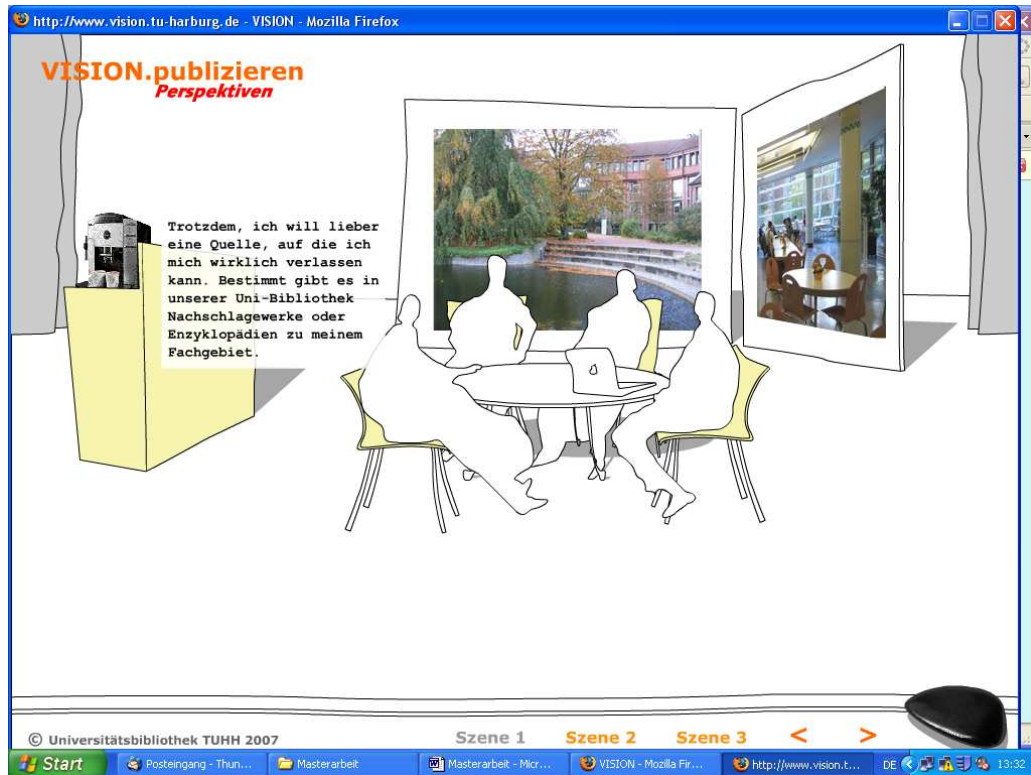 http://www.vision.tu-harburg.de - VISION - Mozilla Firefox
VISION.publizieren
Perspektiven
Trotzdem, ich will lieber
eine Quelle, auf die ich
mich wirklich verlassen
kann. Bestimmt gibt es in
unserer Uni-Bibliothek
Nachschlagewerke oder
Enzyklopädien zu meinem
Fachgebiet.
© Universitätsbibliothek TUHH 2007
Szene 1 Szene 2 Szene 3 < >
Start Posteingang - Thun... Masterarbeit Masterarbeit - Micr... VISION - Mozilla Fir... http://www.vision.t... DE 13:32